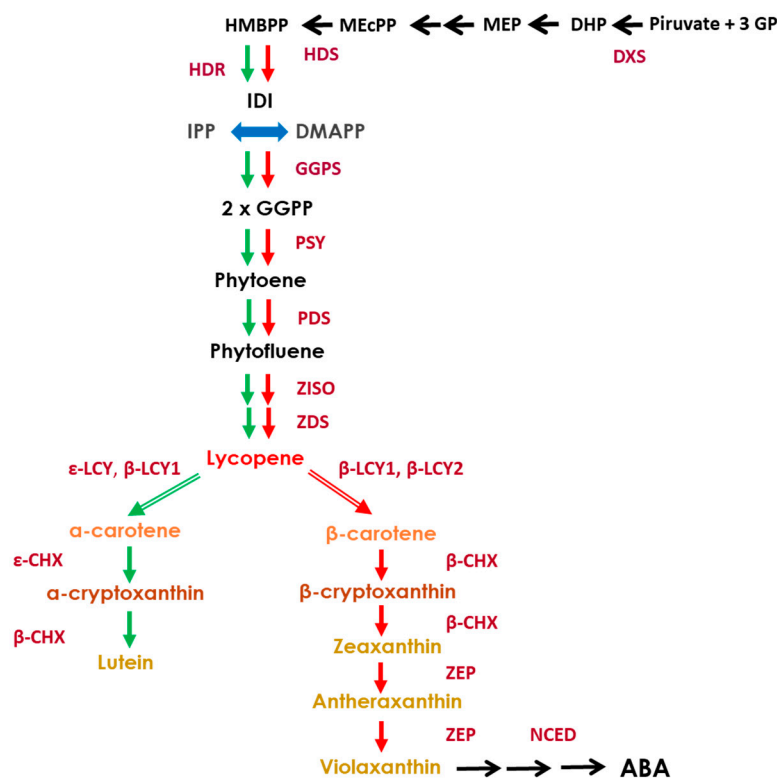 HMBPP MEcPP MEP DHP Piruvate + 3 GP
HDR HDS DXS
IDI
IPP DMAPP
GGPS
2 x GGPP
PSY
Phytoene
PDS
Phytofluene
ZISO
ZDS
Lycopene
ε-LCY, β-LCY1 β-LCY1, β-LCY2
α-carotene β-carotene
ε-CHX β-CHX
α-cryptoxanthin β-cryptoxanthin
β-CHX β-CHX
Lutein Zeaxanthin
ZEP
Antheraxanthin
ZEP NCED
Violaxanthin ABA